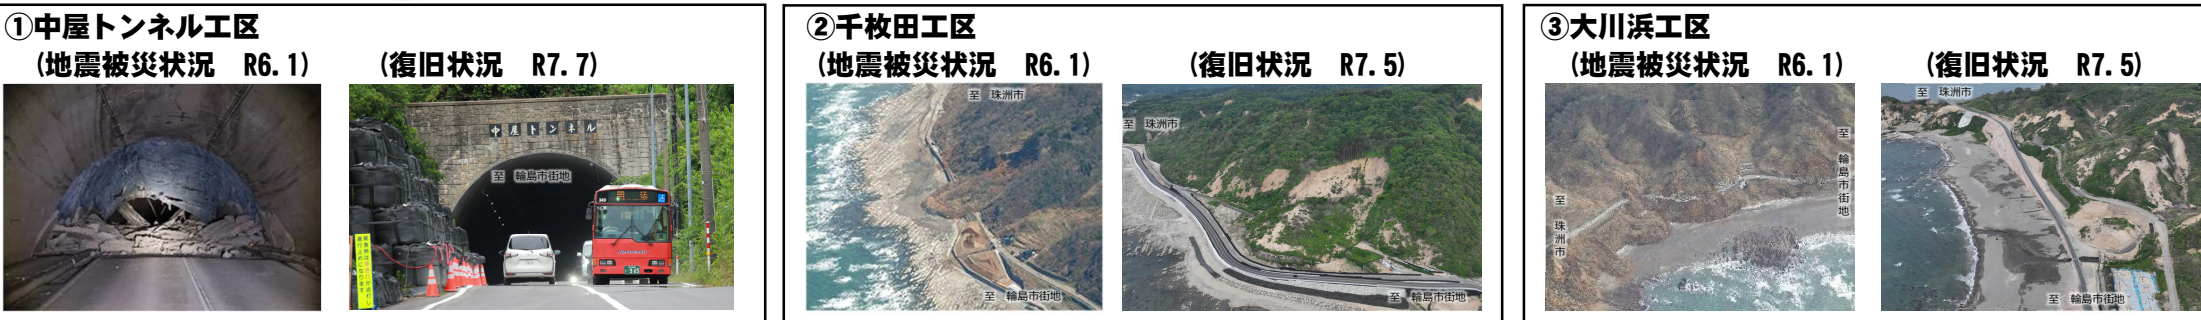 ①中屋トンネル工区
(地震被災状況　R6.1)
(復旧状況　R7.7)
中屋トンネル
至　輪島市街地
②千枚田工区
(地震被災状況　R6.1)
(復旧状況　R7.5)
至　珠洲市
至　輪島市街地
至　珠洲市
至　輪島市街地
③大川浜工区
(地震被災状況　R6.1)
(復旧状況　R7.5)
至　輪島市街地
至　珠洲市
至　珠洲市
至　輪島市街地